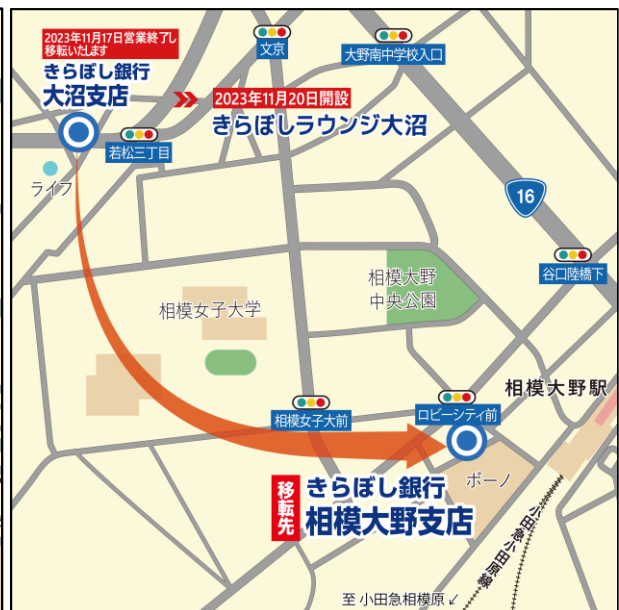 2023年11月17日営業終了し
移転いたします
きらぼし銀行
大沼支店
2023年11月20日開設
きらぼしラウンジ大沼
文京
大野南中学校入口
若松三丁目
ライフ
16
谷口陸橋下
相模大野
中央公園
相模女子大学
相模女子大前
ロビーシティ前
相模大野駅
ボーノ
移転先
きらぼし銀行
相模大野支店
小田急小田原線
至 小田急相模原